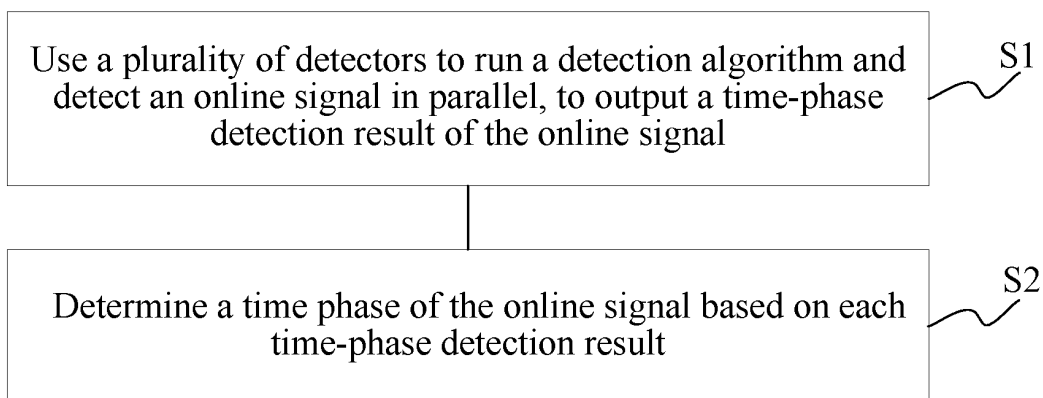 Use a plurality of detectors to run a detection algorithm and
detect an online signal in parallel, to output a time-phase
detection result of the online signal
S1
Determine a time phase of the online signal based on each
time-phase detection result
S2